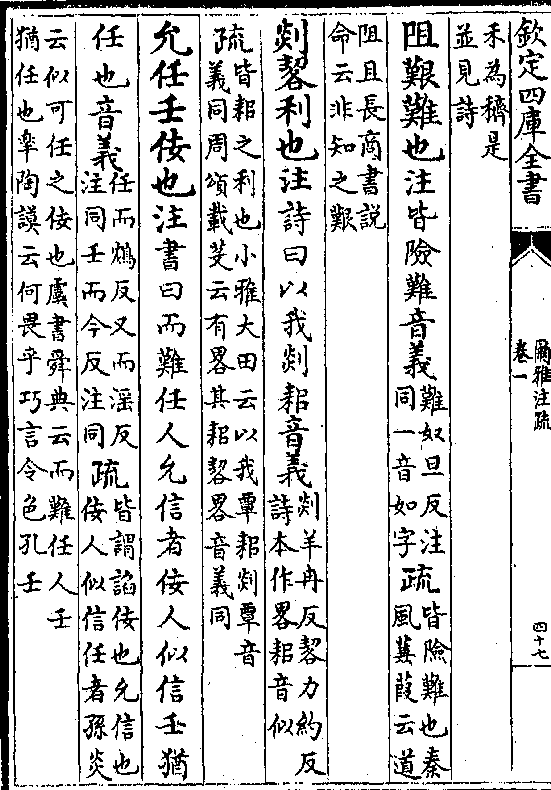 欽定四庫全書
爾雅注疏
卷一
四十七
禾為穧是
並見詩
阻艱難也注皆險難音義難奴旦反注
同一音如字疏皆險難也秦
風蒹葭云道
阻且長商書說
命云非知之艱
剡䂮利也注詩曰以我剡耜音義剡羊冉反䂮力約反
詩本作畧耜音似
疏皆耜之利也小雅大田云以我覃耜剡覃音
義同周頌載芟云有畧其耜䂮畧音義同
允任壬佞也注書曰而難任人允信者佞人似信壬猶
任也音義任而鴆反又而滛反
注同壬而今反注同疏皆謂諂佞也允信也
佞人似信任者孫炎
云似可任之佞也虞書舜典云而難任人壬
猶任也臯陶謨云何畏乎巧言令色孔壬